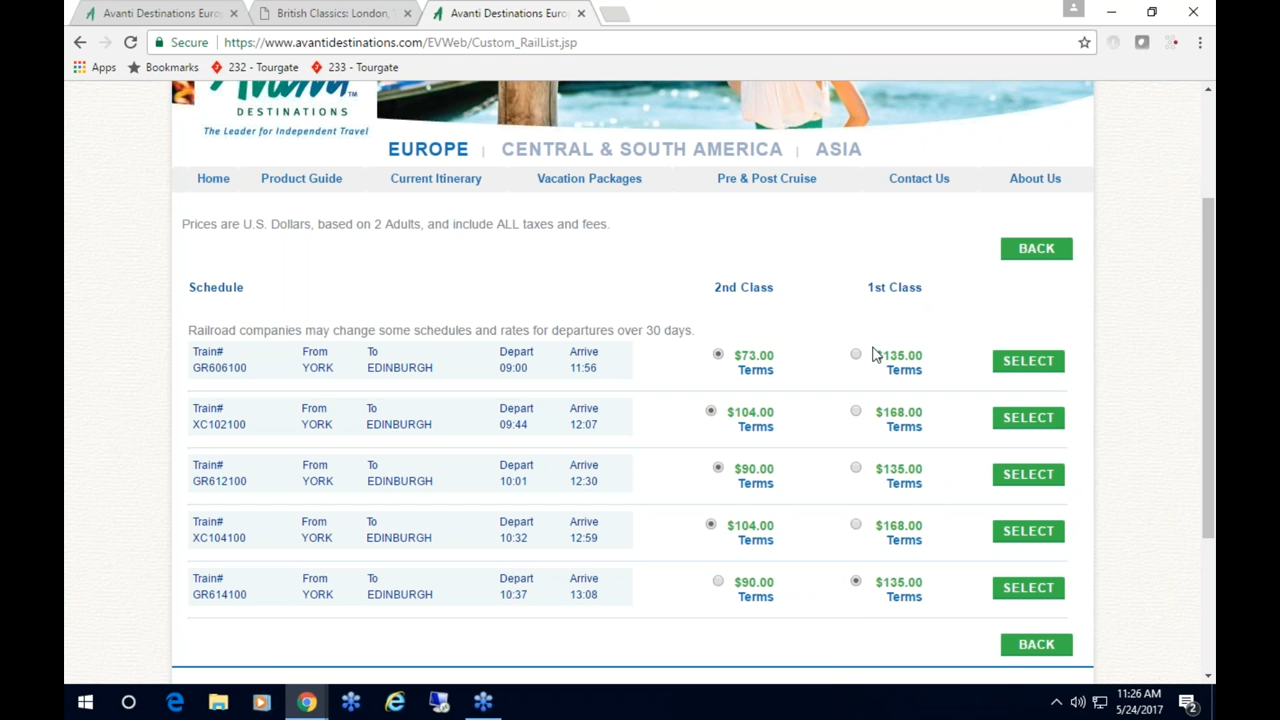 Avanti Destinations Euro
British Classics: London,
Avanti Destinations Euro
Secure
https://www.avantidestinations.com/EVWeb/Custom_RailList.jsp
Apps
Bookmarks
232 - Tourgate
233 - Tourgate
Avanti TM
DESTINATIONS
The Leader for Independent Travel
EUROPE | CENTRAL & SOUTH AMERICA | ASIA
Home Product Guide Current Itinerary Vacation Packages Pre & Post Cruise Contact Us About Us
Prices are U.S. Dollars, based on 2 Adults, and include ALL taxes and fees.
BACK
Schedule 2nd Class 1st Class
Railroad companies may change some schedules and rates for departures over 30 days.
Train# From To Depart Arrive
GR606100 YORK EDINBURGH 09:00 11:56
$73.00 $135.00
Terms Terms
SELECT
Train# From To Depart Arrive
XC102100 YORK EDINBURGH 09:44 12:07
$104.00 $168.00
Terms Terms
SELECT
Train# From To Depart Arrive
GR612100 YORK EDINBURGH 10:01 12:30
$90.00 $135.00
Terms Terms
SELECT
Train# From To Depart Arrive
XC104100 YORK EDINBURGH 10:32 12:59
$104.00 $168.00
Terms Terms
SELECT
Train# From To Depart Arrive
GR614100 YORK EDINBURGH 10:37 13:08
$90.00 $135.00
Terms Terms
SELECT
BACK
11:26 AM
5/24/2017
2